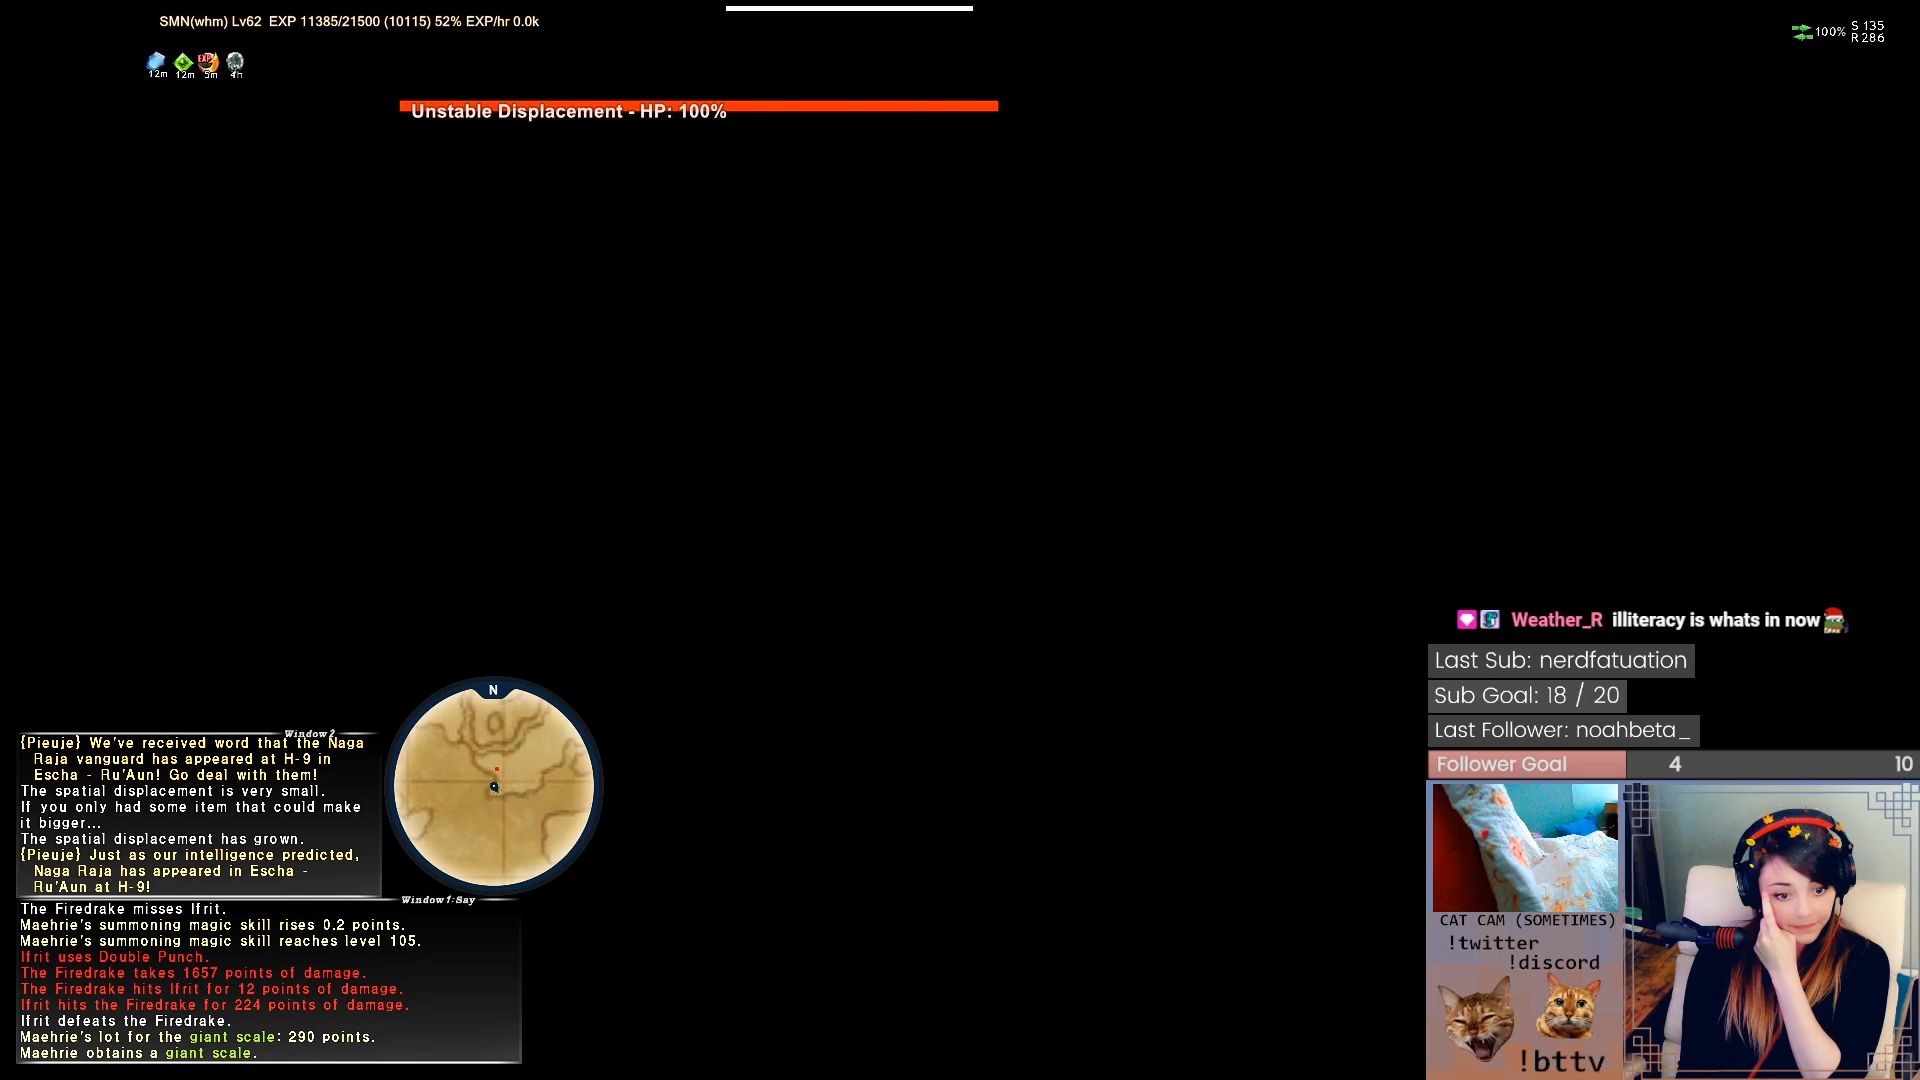 SMN(whm) Lv62 EXP 11385/21500 (10115) 52% EXP/hr 0.0k
100% S 135
R 286
12m 12m 5m 4h
EXP
Unstable Displacement - HP: 100%
Weather_R illiteracy is whats in now
Last Sub: nerdfatuation
Sub Goal: 18 / 20
Last Follower: noahbeta_
Follower Goal 4 10
N
Window2
{Pieuje} We've received word that the Naga
Raja vanguard has appeared at H-9 in
Escha - Ru'Aun! Go deal with them!
The spatial displacement is very small.
If you only had some item that could make
it bigger...
The spatial displacement has grown.
{Pieuje} Just as our intelligence predicted,
Naga Raja has appeared in Escha -
Ru'Aun at H-9!
Window1:Say
The Firedrake misses Ifrit.
Maehrie's summoning magic skill rises 0.2 points.
Maehrie's summoning magic skill reaches level 105.
Ifrit uses Double Punch.
The Firedrake takes 1657 points of damage.
The Firedrake hits Ifrit for 12 points of damage.
Ifrit hits the Firedrake for 224 points of damage.
Ifrit defeats the Firedrake.
Maehrie's lot for the giant scale: 290 points.
Maehrie obtains a giant scale.
CAT CAM (SOMETIMES)
!twitter
!discord
!bttv